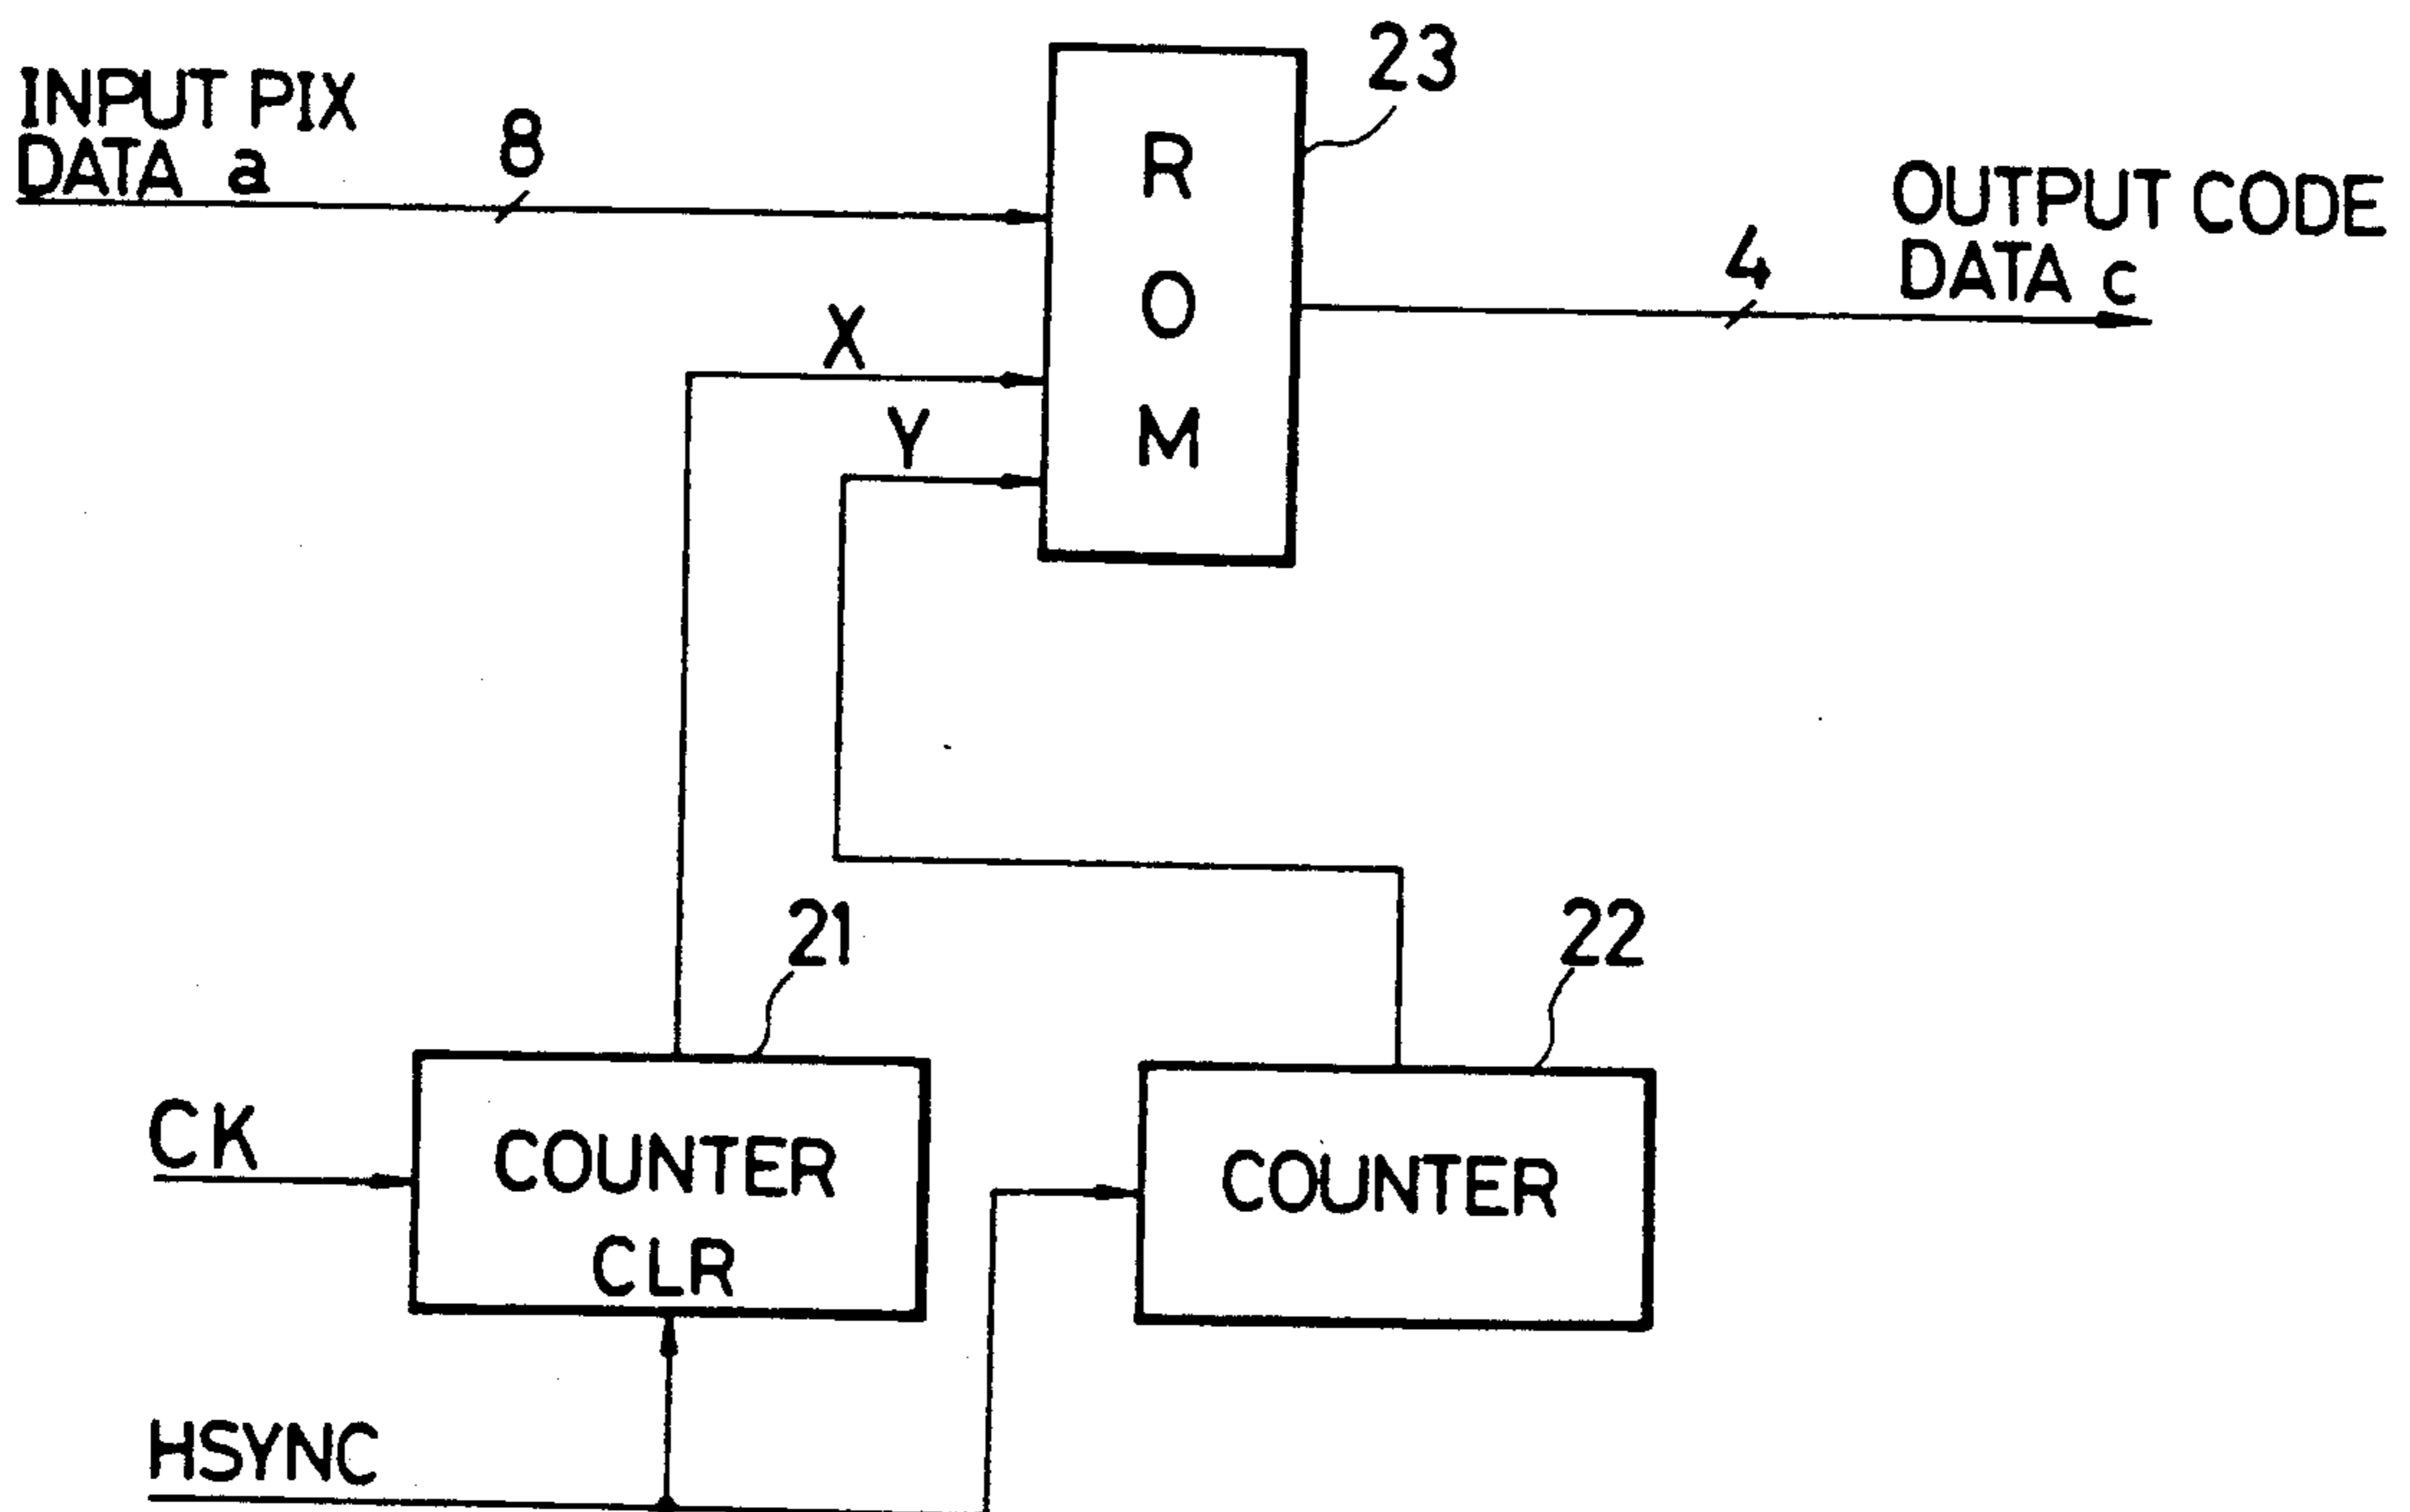 23
INPUT PIX
DATA a
8
R
O
M
OUTPUT CODE
DATA c
4
X
Y
21
22
CK
COUNTER
CLR
COUNTER
HSYNC